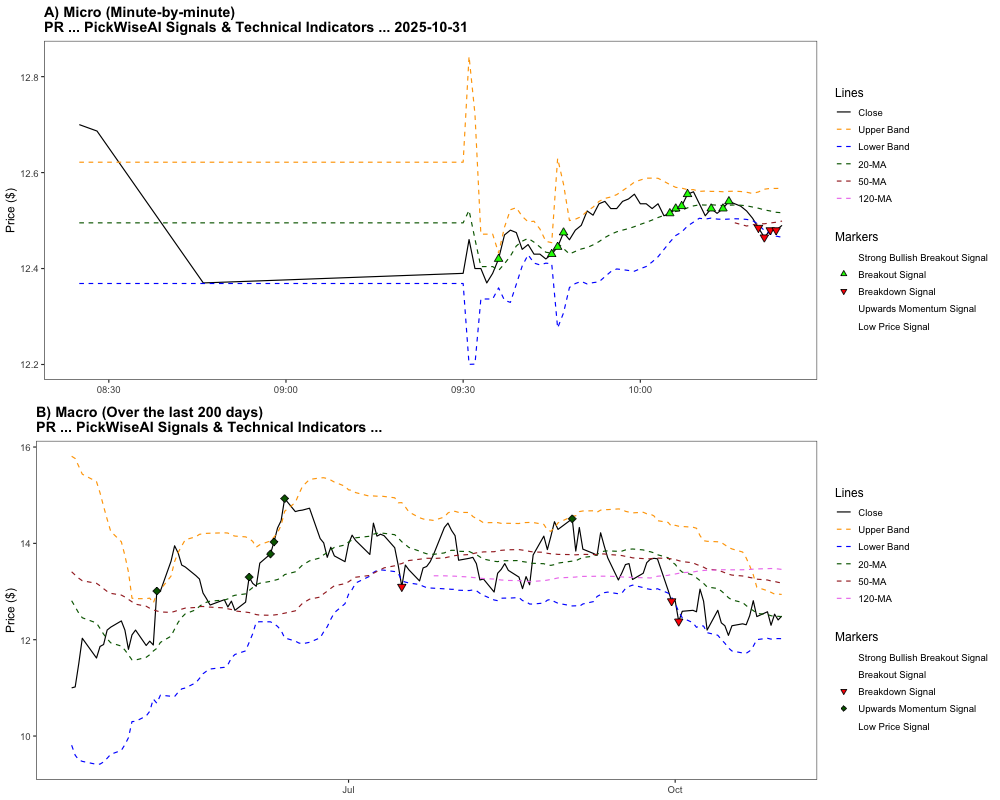 A) Micro (Minute-by-minute)
PR ... PickWiseAI Signals & Technical Indicators ... 2025-10-31
Price ($)
12.8
12.6
12.4
12.2
08:30
09:00
09:30
10:00
Lines
Close
Upper Band
Lower Band
20-MA
50-MA
120-MA
Markers
Strong Bullish Breakout Signal
Breakout Signal
Breakdown Signal
Upwards Momentum Signal
Low Price Signal
B) Macro (Over the last 200 days)
PR ... PickWiseAI Signals & Technical Indicators ...
Price ($)
16
14
12
10
Jul
Oct
Lines
Close
Upper Band
Lower Band
20-MA
50-MA
120-MA
Markers
Strong Bullish Breakout Signal
Breakout Signal
Breakdown Signal
Upwards Momentum Signal
Low Price Signal